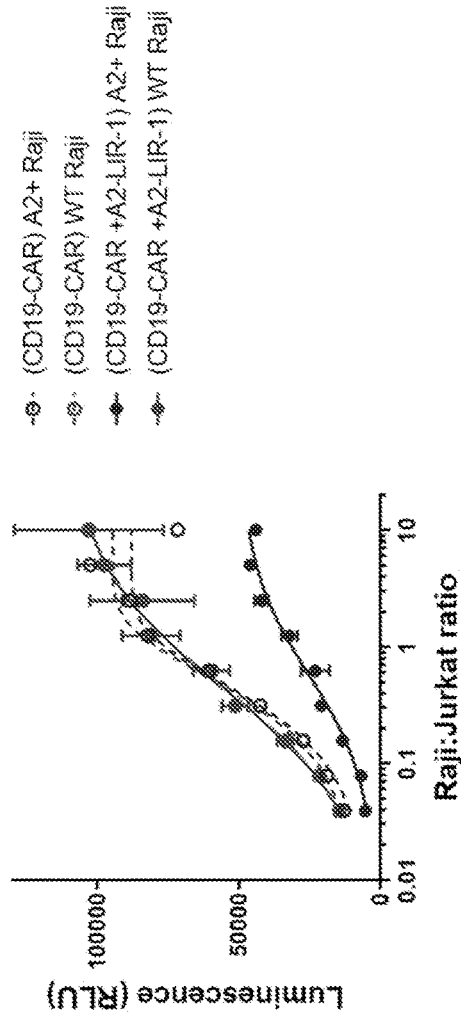 (CD19-CAR) A2+ Raji
(CD19-CAR) WT Raji
(CD19-CAR +A2-LIR-1) A2+ Raji
(CD19-CAR +A2-LIR-1) WT Raji
Luminescence (RLU)
100000
50000
0
0.01
0.1
1
10
Raji:Jurkat ratio